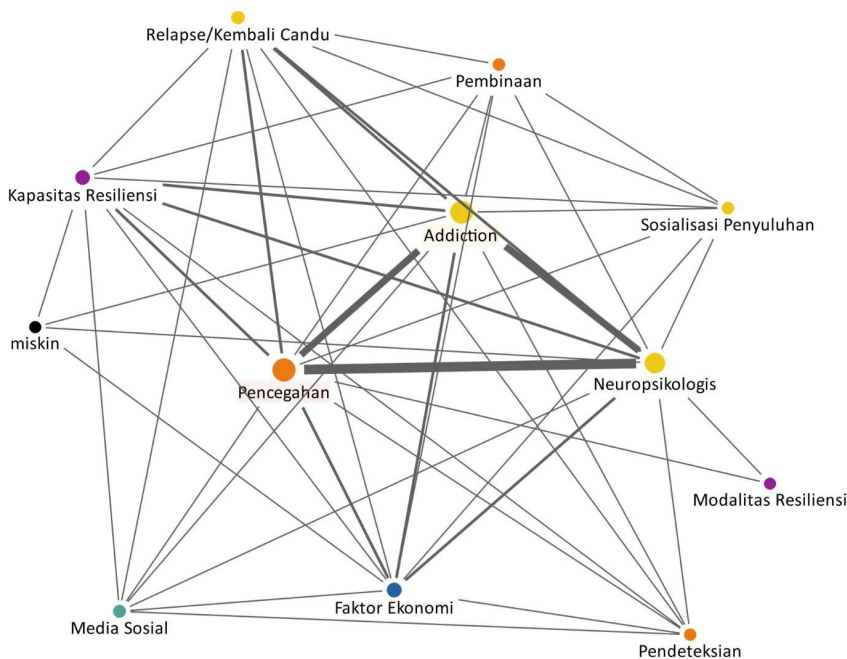 Relapse/Kembali Candu
Pembinaan
Kapasitas Resiliensi
Addiction
Sosialisasi Penyuluhan
miskin
Pencegahan
Neuropsikologis
Modalitas Resiliensi
Faktor Ekonomi
Media Sosial
Pendeteksian